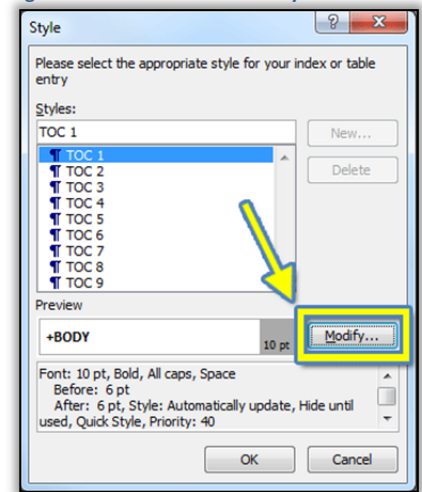 Style
Please select the appropriate style for your index or table
entry
Styles:
TOC 1
New...
¶ TOC 1
¶ TOC 2
¶ TOC 3
¶ TOC 4
¶ TOC 5
¶ TOC 6
¶ TOC 7
¶ TOC 8
¶ TOC 9
Delete
Preview
+BODY
10 pt
Modify...
Font: 10 pt, Bold, All caps, Space
Before: 6 pt
After: 6 pt, Style: Automatically update, Hide until
used, Quick Style, Priority: 40
OK
Cancel